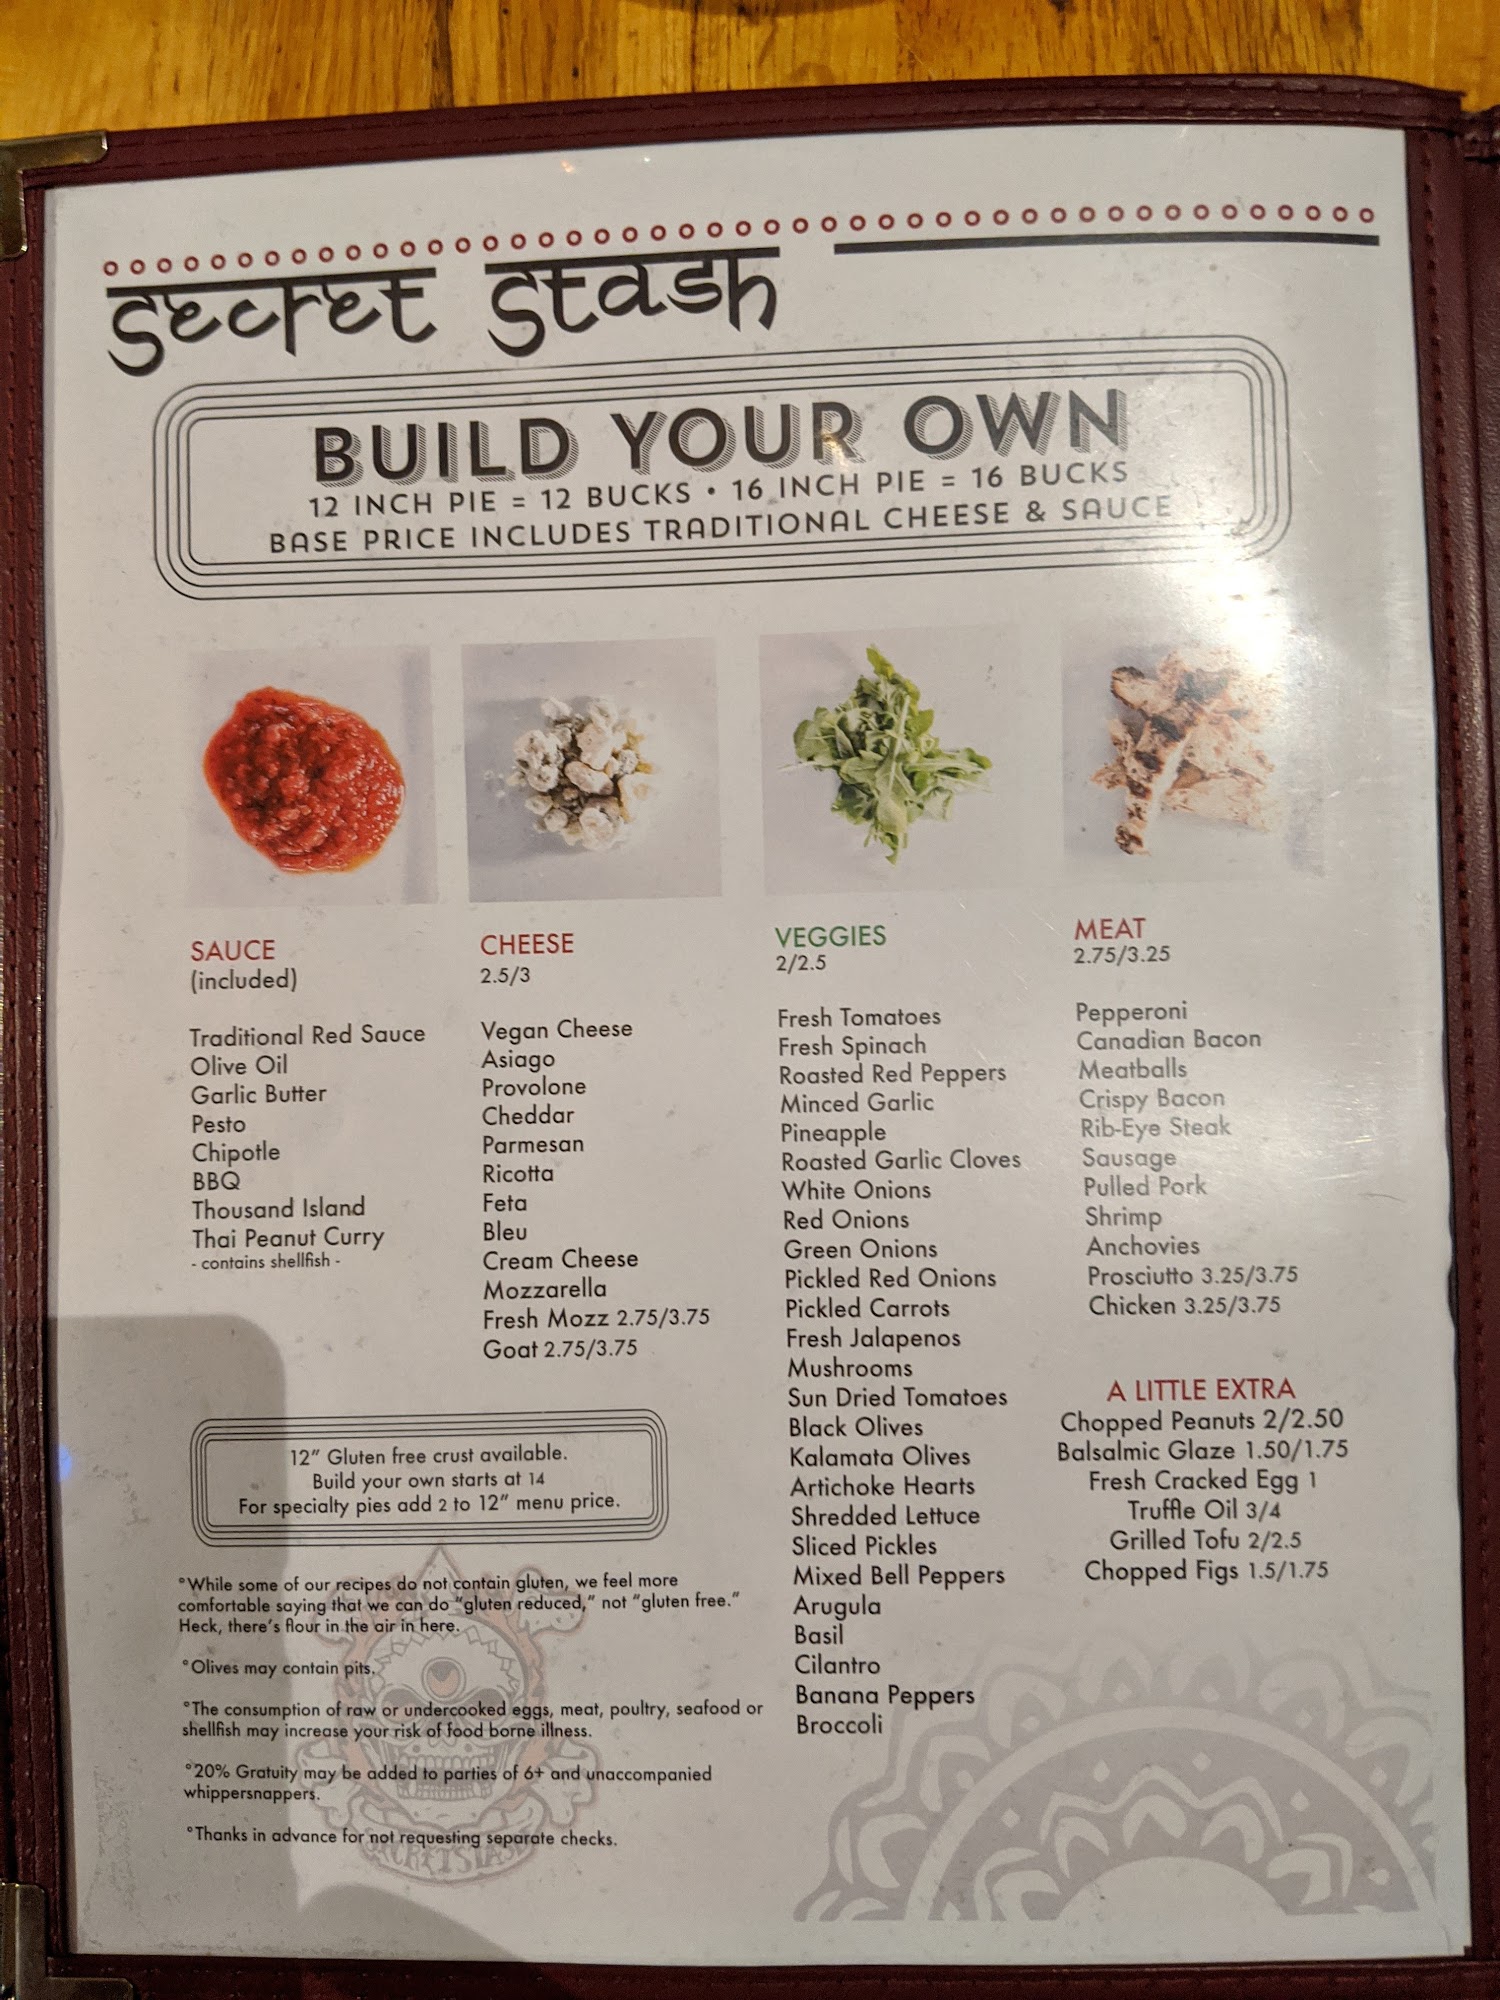 Secret Stash
BUILD YOUR OWN
12 INCH PIE = 12 BUCKS • 16 INCH PIE = 16 BUCKS
BASE PRICE INCLUDES TRADITIONAL CHEESE & SAUCE
SAUCE
(included)
Traditional Red Sauce
Olive Oil
Garlic Butter
Pesto
Chipotle
BBQ
Thousand Island
Thai Peanut Curry
- contains shellfish -
CHEESE
2.5/3
Vegan Cheese
Asiago
Provolone
Cheddar
Parmesan
Ricotta
Feta
Bleu
Cream Cheese
Mozzarella
Fresh Mozz 2.75/3.75
Goat 2.75/3.75
VEGGIES
2/2.5
Fresh Tomatoes
Fresh Spinach
Roasted Red Peppers
Minced Garlic
Pineapple
Roasted Garlic Cloves
White Onions
Red Onions
Green Onions
Pickled Red Onions
Pickled Carrots
Fresh Jalapenos
Mushrooms
Sun Dried Tomatoes
Black Olives
Kalamata Olives
Artichoke Hearts
Shredded Lettuce
Sliced Pickles
Mixed Bell Peppers
Arugula
Basil
Cilantro
Banana Peppers
Broccoli
MEAT
2.75/3.25
Pepperoni
Canadian Bacon
Meatballs
Crispy Bacon
Rib-Eye Steak
Sausage
Pulled Pork
Shrimp
Anchovies
Prosciutto 3.25/3.75
Chicken 3.25/3.75
A LITTLE EXTRA
Chopped Peanuts 2/2.50
Balsalmic Glaze 1.50/1.75
Fresh Cracked Egg 1
Truffle Oil 3/4
Grilled Tofu 2/2.5
Chopped Figs 1.5/1.75
12" Gluten free crust available.
Build your own starts at 14
For specialty pies add 2 to 12" menu price.
°While some of our recipes do not contain gluten, we feel more
comfortable saying that we can do "gluten reduced," not "gluten free."
Heck, there's flour in the air in here.
°Olives may contain pits.
°The consumption of raw or undercooked eggs, meat, poultry, seafood or
shellfish may increase your risk of food borne illness.
°20% Gratuity may be added to parties of 6+ and unaccompanied
whippersnappers.
°Thanks in advance for not requesting separate checks.
SECRET STASH